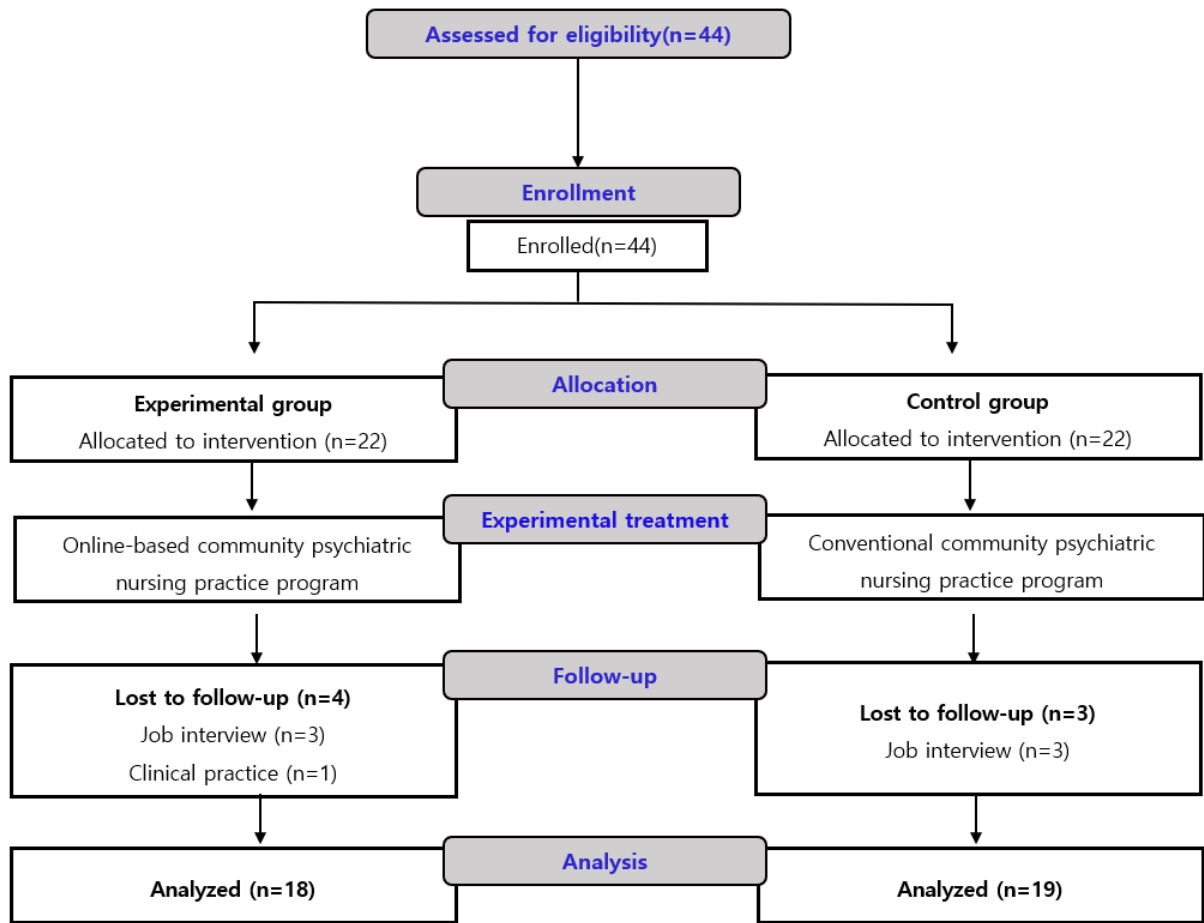 Assessed for eligibility(n=44)
Enrollment
Enrolled(n=44)
Allocation
Experimental group
Allocated to intervention (n=22)
Control group
Allocated to intervention (n=22)
Experimental treatment
Online-based community psychiatric
nursing practice program
Conventional community psychiatric
nursing practice program
Follow-up
Lost to follow-up (n=4)
Job interview (n=3)
Clinical practice (n=1)
Lost to follow-up (n=3)
Job interview (n=3)
Analysis
Analyzed (n=18)
Analyzed (n=19)